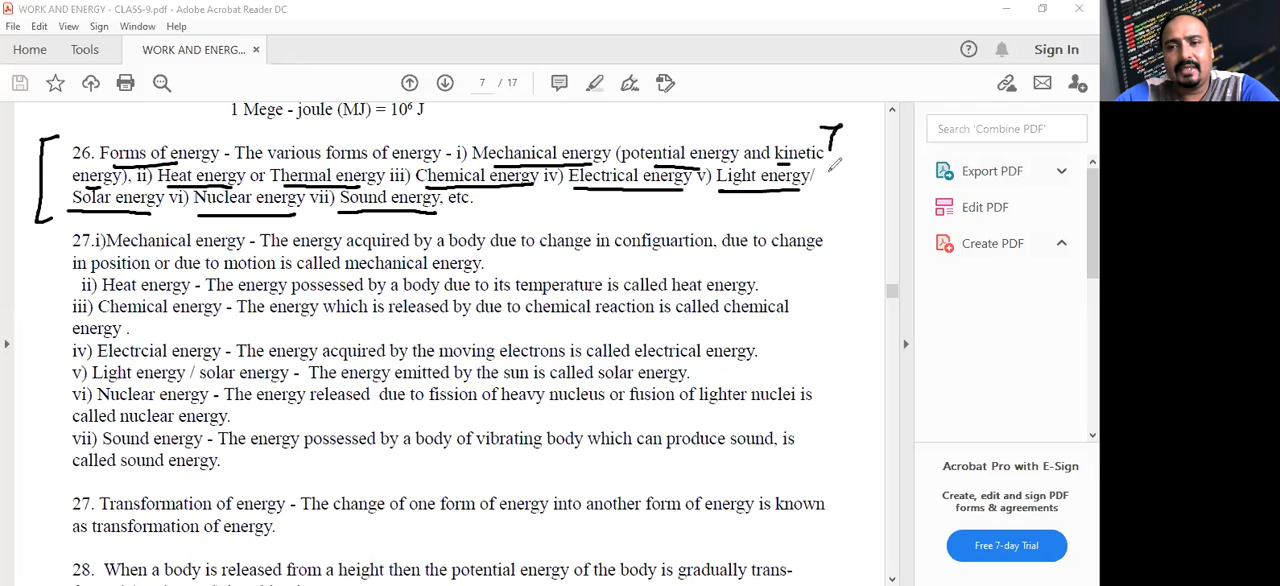 WORK AND ENERGY - CLASS-9.pdf - Adobe Acrobat Reader DC
File Edit View Sign Window Help
Home Tools WORK AND ENERG... × Sign In
7 / 17
1 Mege - joule (MJ) = 10⁶ J
26. Forms of energy - The various forms of energy - i) Mechanical energy (potential energy and kinetic
energy), ii) Heat energy or Thermal energy iii) Chemical energy iv) Electrical energy v) Light energy/
Solar energy vi) Nuclear energy vii) Sound energy, etc.
27.i)Mechanical energy - The energy acquired by a body due to change in configuartion, due to change
in position or due to motion is called mechanical energy.
ii) Heat energy - The energy possessed by a body due to its temperature is called heat energy.
iii) Chemical energy - The energy which is released by due to chemical reaction is called chemical
energy .
iv) Electrcial energy - The energy acquired by the moving electrons is called electrical energy.
v) Light energy / solar energy - The energy emitted by the sun is called solar energy.
vi) Nuclear energy - The energy released due to fission of heavy nucleus or fusion of lighter nuclei is
called nuclear energy.
vii) Sound energy - The energy possessed by a body of vibrating body which can produce sound, is
called sound energy.
27. Transformation of energy - The change of one form of energy into another form of energy is known
as transformation of energy.
28. When a body is released from a height then the potential energy of the body is gradually trans-
Search 'Combine PDF'
Export PDF
Edit PDF
Create PDF
Acrobat Pro with E-Sign
Create, edit and sign PDF
forms & agreements
Free 7-day Trial